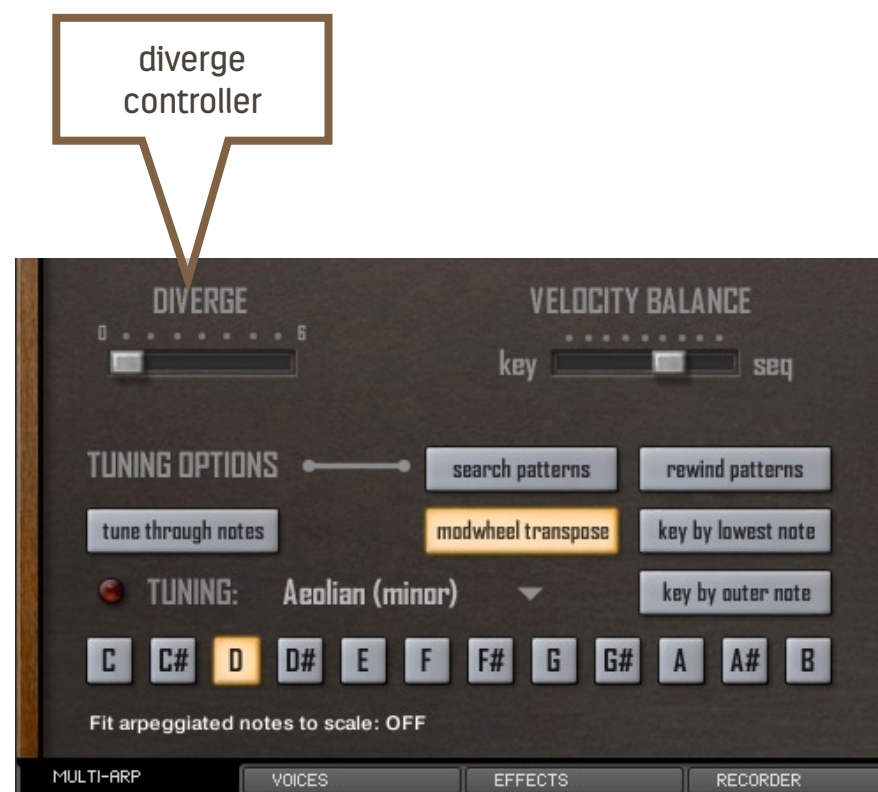 diverge
controller
DIVERGE
VELOCITY BALANCE
0 6
key seq
TUNING OPTIONS
search patterns
rewind patterns
tune through notes
modwheel transpose
key by lowest note
TUNING: Aeolian (minor)
key by outer note
C C# D D# E F F# G G# A A# B
Fit arpeggiated notes to scale: OFF
MULTI-ARP VOICES EFFECTS RECORDER